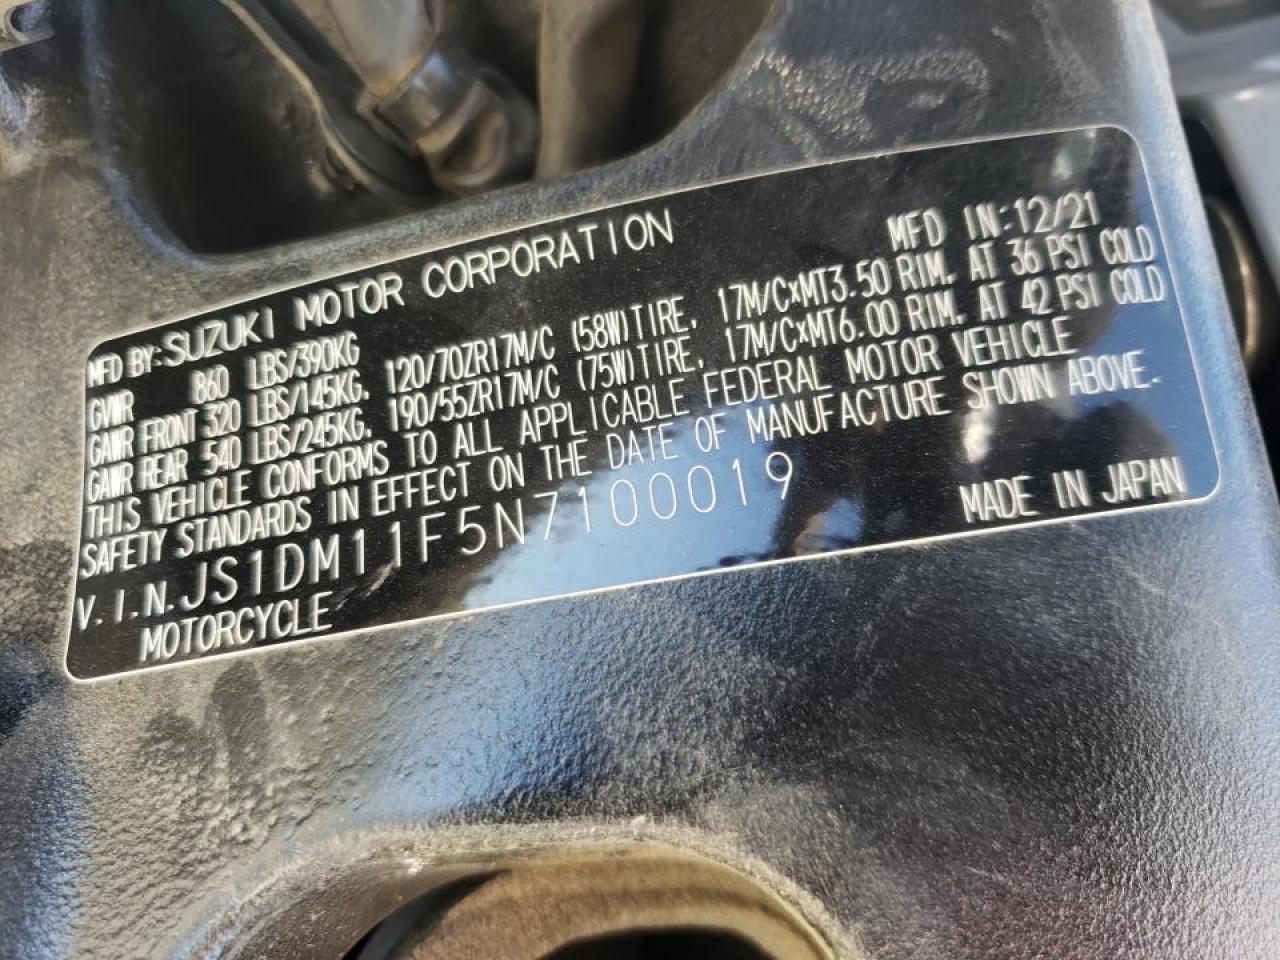 MFD BY:SUZUKI MOTOR CORPORATION MFD IN:12/21
GVWR 860 LBS/390KG
GAWR FRONT 320 LBS/145KG. 120/70ZR17M/C (58W)TIRE, 17M/C×MT3.50 RIM, AT 36 PSI COLD
GAWR REAR 540 LBS/245KG. 190/55ZR17M/C (75W)TIRE, 17M/C×MT6.00 RIM, AT 42 PSI COLD
THIS VEHICLE CONFORMS TO ALL APPLICABLE FEDERAL MOTOR VEHICLE
SAFETY STANDARDS IN EFFECT ON THE DATE OF MANUFACTURE SHOWN ABOVE.
V.I.N.JS1DM11F5N7100019
MOTORCYCLE MADE IN JAPAN